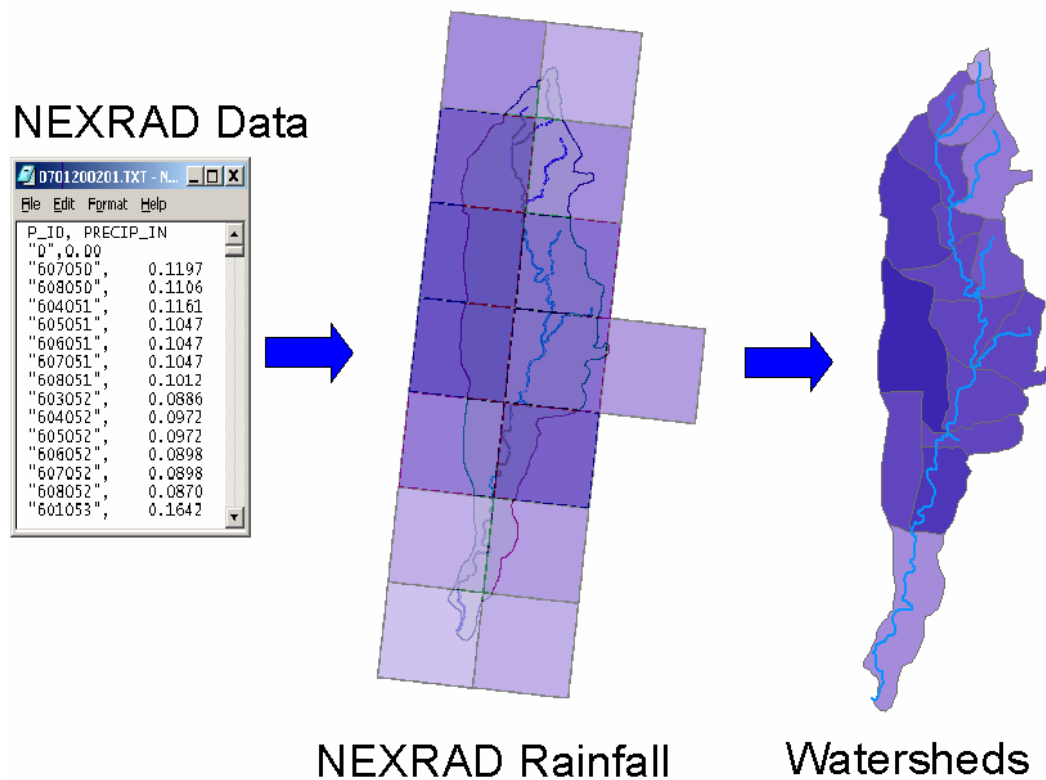 NEXRAD Data
0701200201.TXT - N...
File Edit Format Help
P_ID, PRECIP_IN
"0",0.00
"607050", 0.1197
"608050", 0.1106
"604051", 0.1161
"605051", 0.1047
"606051", 0.1047
"607051", 0.1047
"608051", 0.1012
"603052", 0.0886
"604052", 0.0972
"605052", 0.0972
"606052", 0.0898
"607052", 0.0898
"608052", 0.0870
"601053", 0.1642
NEXRAD Rainfall
Watersheds